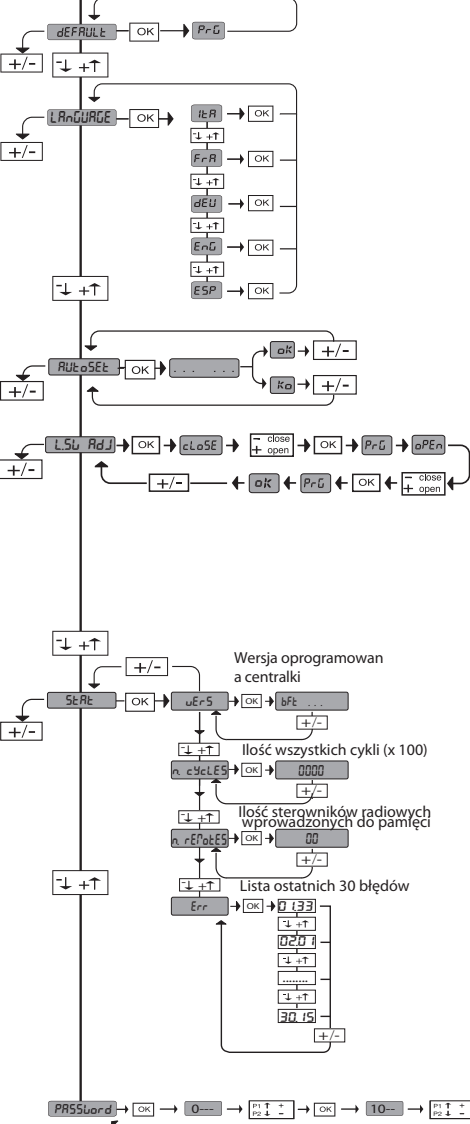 dEFAULt OK PrG
+/- - ↓ + ↑
LAnGUAGE OK ItA OK
+/- - ↓ + ↑
FrA OK
- ↓ + ↑
dEU OK
- ↓ + ↑
EnG OK
- ↓ + ↑
- ↓ + ↑ ESP OK
ok +/-
AUtoSEt OK ... ...
+/- Ko +/-
L.SW AdJ OK cLoSE - close + open OK PrG oPEn
+/- +/- ok PrG OK - close + open
- ↓ + ↑ Wersja oprogramowan
+/- a centralki
StAt OK vErS OK bFt ...
+/- +/-
- ↓ + ↑ Ilość wszystkich cykli (x 100)
n. cYcLES OK 0000
+/-
- ↓ + ↑ Ilość sterowników radiowych
wprowadzonych do pamięci
n. rEMotES OK 0.0
+/-
- ↓ + ↑ - ↓ + ↑ Lista ostatnich 30 błędów
Err OK 01.33
- ↓ + ↑
02.01
- ↓ + ↑
........
- ↓ + ↑
30.15
+/-
PASSword OK 0--- P1 ↑ + P2 ↓ - OK 10-- P1 ↑ + P2 ↓ -